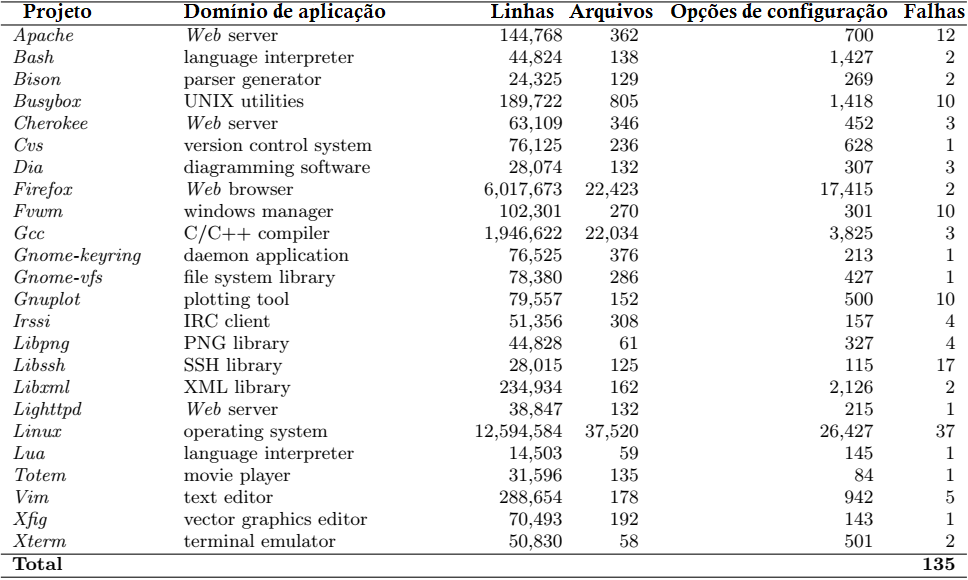 Projeto Domínio de aplicação Linhas Arquivos Opções de configuração Falhas
Apache Web server 144,768 362 700 12
Bash language interpreter 44,824 138 1,427 2
Bison parser generator 24,325 129 269 2
Busybox UNIX utilities 189,722 805 1,418 10
Cherokee Web server 63,109 346 452 3
Cvs version control system 76,125 236 628 1
Dia diagramming software 28,074 132 307 3
Firefox Web browser 6,017,673 22,423 17,415 2
Fvwm windows manager 102,301 270 301 10
Gcc C/C++ compiler 1,946,622 22,034 3,825 3
Gnome-keyring daemon application 76,525 376 213 1
Gnome-vfs file system library 78,380 286 427 1
Gnuplot plotting tool 79,557 152 500 10
Irssi IRC client 51,356 308 157 4
Libpng PNG library 44,828 61 327 4
Libssh SSH library 28,015 125 115 17
Libxml XML library 234,934 162 2,126 2
Lighttpd Web server 38,847 132 215 1
Linux operating system 12,594,584 37,520 26,427 37
Lua language interpreter 14,503 59 145 1
Totem movie player 31,596 135 84 1
Vim text editor 288,654 178 942 5
Xfig vector graphics editor 70,493 192 143 1
Xterm terminal emulator 50,830 58 501 2
Total 135